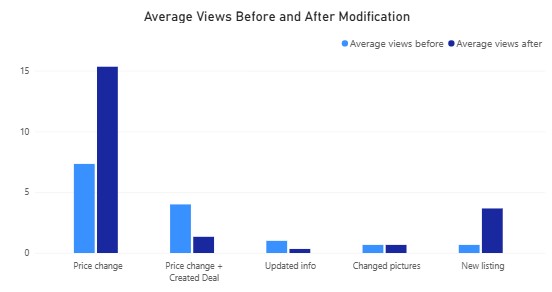 Average Views Before and After Modification
Average views before Average views after
15
10
5
0
Price change
Price change +
Created Deal
Updated info
Changed pictures
New listing